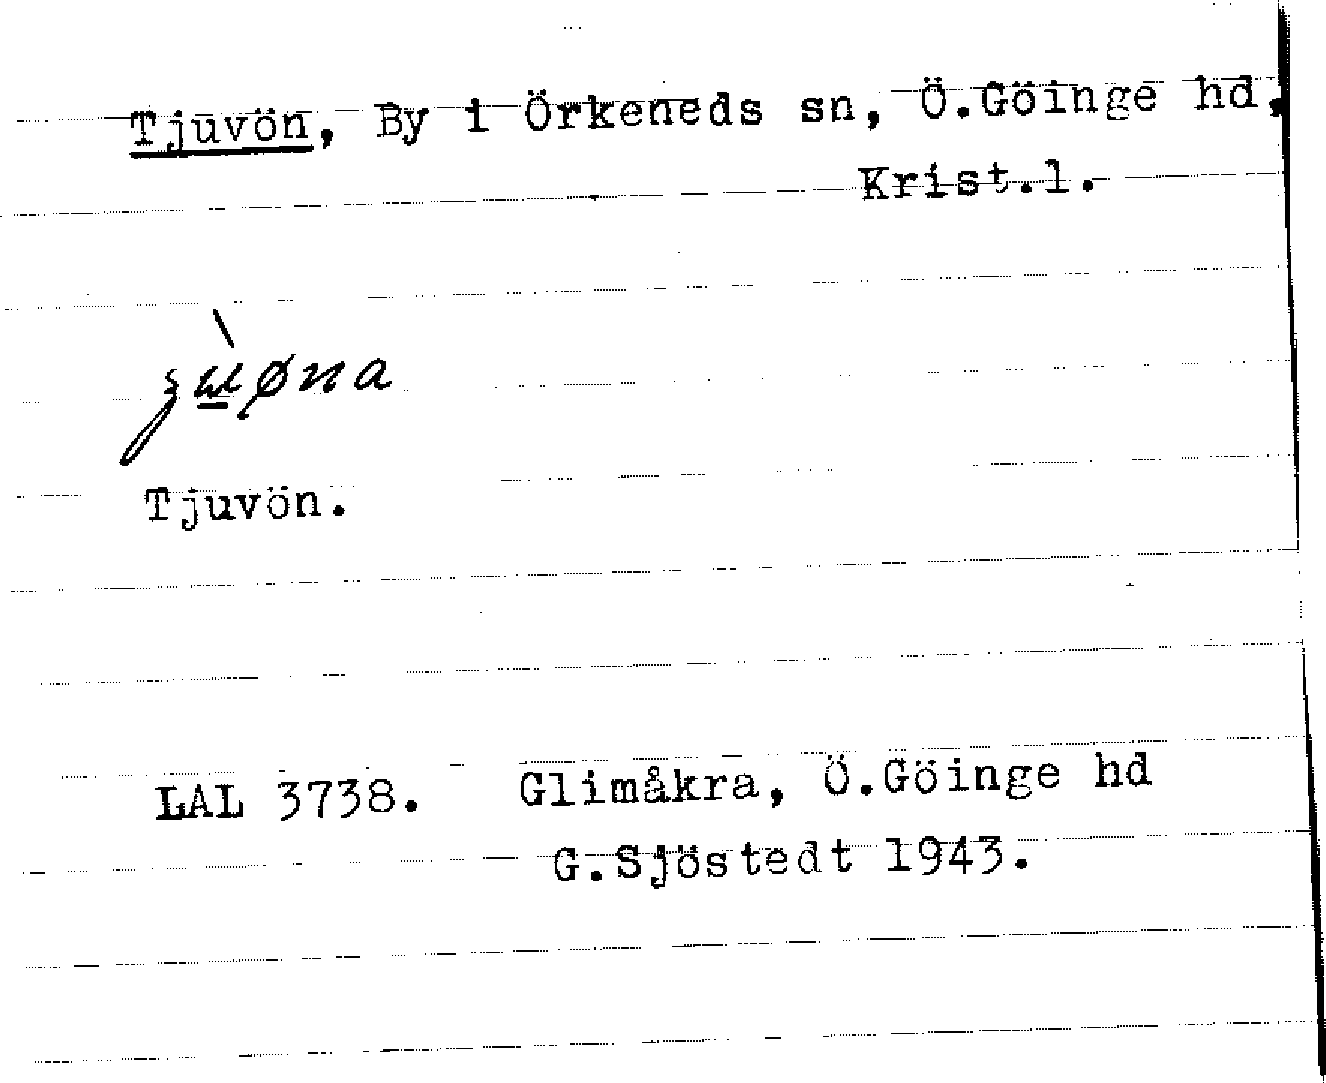 Tjuvön, By i Örkeneds sn, Ö.Göinge hd,
Krist.l.
Tjuvön.
LAL 3738. Glimåkra, Ö.Göinge hd
G.Sjöstedt 1943.